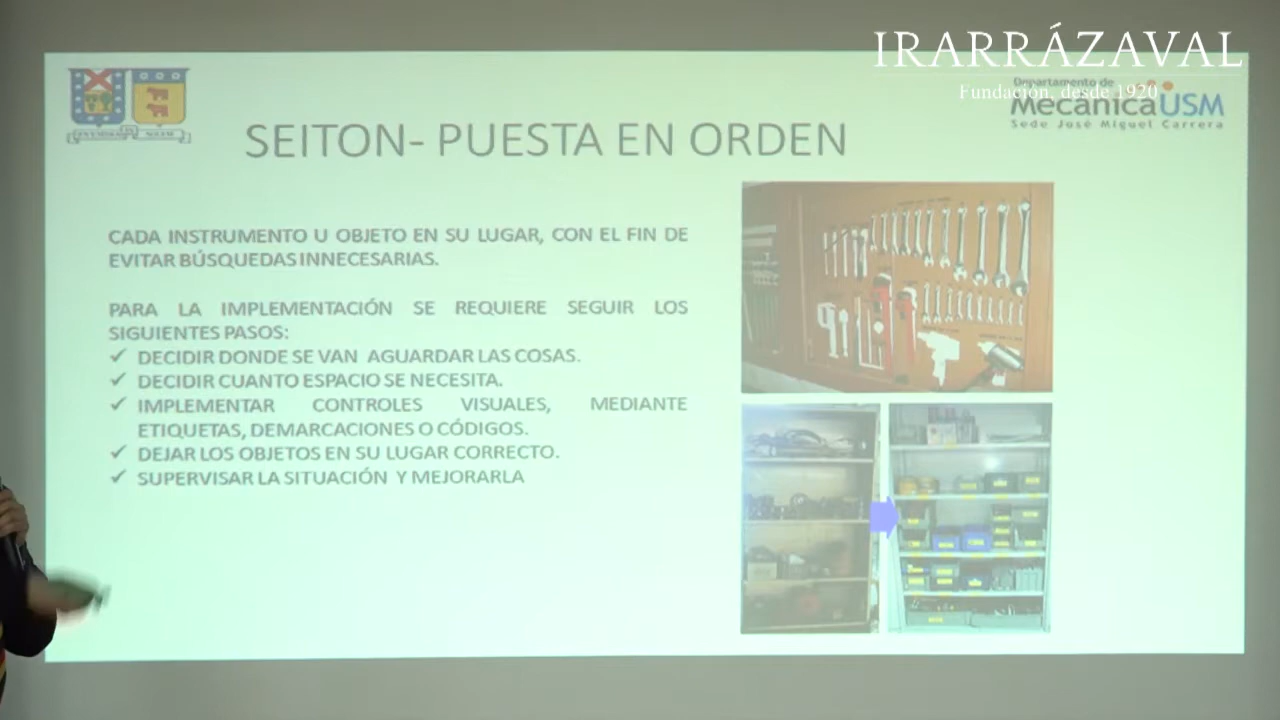 IRARRÁZAVAL
Fundación, desde 1920
Departamento de
MecánicaUSM
Sede José Miguel Carrera
SEITON- PUESTA EN ORDEN
CADA INSTRUMENTO U OBJETO EN SU LUGAR, CON EL FIN DE
EVITAR BÚSQUEDAS INNECESARIAS.
PARA LA IMPLEMENTACIÓN SE REQUIERE SEGUIR LOS
SIGUIENTES PASOS:
✓ DECIDIR DONDE SE VAN AGUARDAR LAS COSAS.
✓ DECIDIR CUANTO ESPACIO SE NECESITA.
✓ IMPLEMENTAR CONTROLES VISUALES, MEDIANTE
ETIQUETAS, DEMARCACIONES O CÓDIGOS.
✓ DEJAR LOS OBJETOS EN SU LUGAR CORRECTO.
✓ SUPERVISAR LA SITUACIÓN Y MEJORARLA